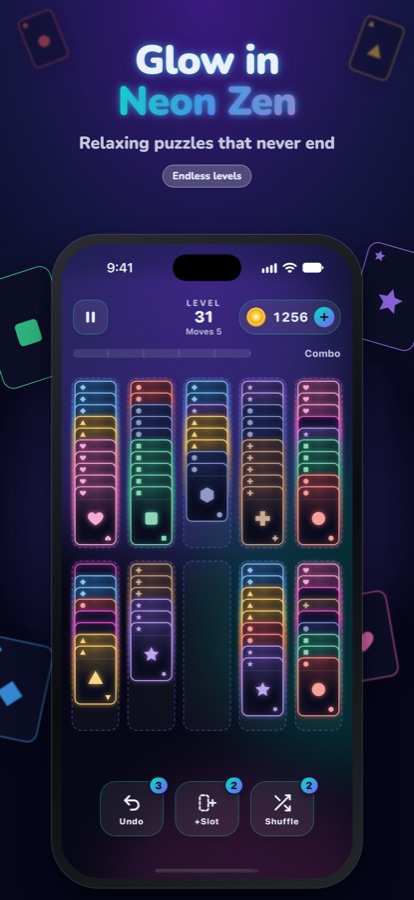 Glow in
Neon Zen
Relaxing puzzles that never end
Endless levels
9:41
LEVEL
31
Moves 5
1256
+
Combo
3
2
2
Undo
+Slot
Shuffle